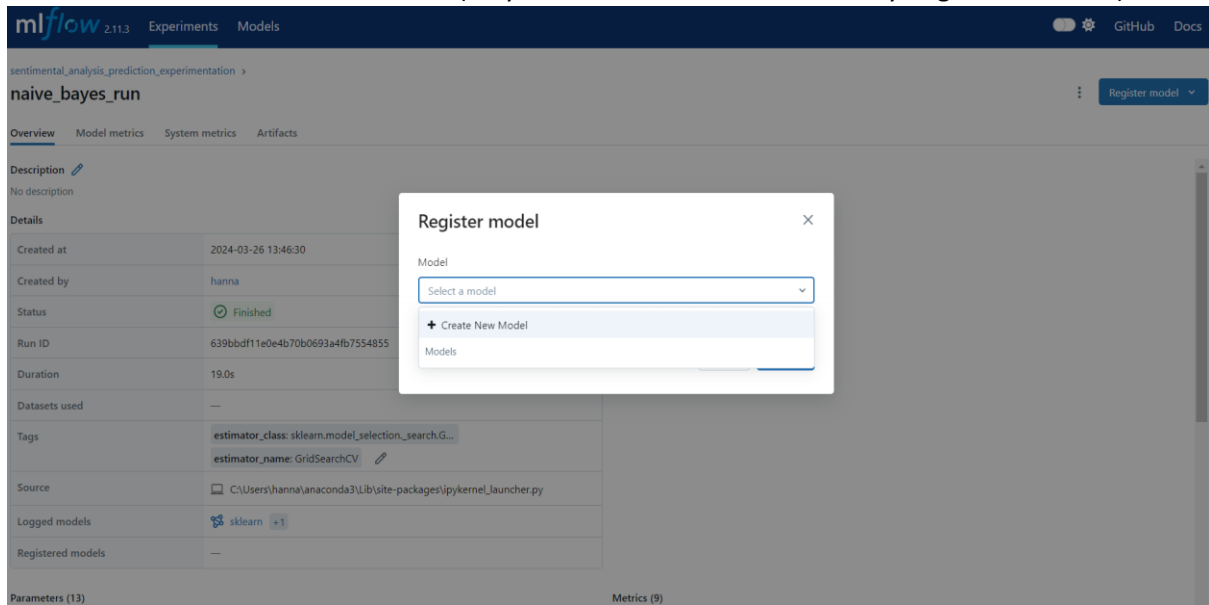 mlflow 2.11.3 Experiments Models GitHub Docs
sentimental_analysis_prediction_experimentation >
naive_bayes_run
Register model
Overview Model metrics System metrics Artifacts
Description
No description
Details
Created at 2024-03-26 13:46:30
Created by hanna
Status Finished
Run ID 639bbdf11e0e4b70b0693a4fb7554855
Duration 19.0s
Datasets used —
Tags estimator_class: sklearn.model_selection._search.G...
estimator_name: GridSearchCV
Source C:\Users\hanna\anaconda3\Lib\site-packages\ipykernel_launcher.py
Logged models sklearn +1
Registered models —
Parameters (13) Metrics (9)
Register model
Model
Select a model
+ Create New Model
Models